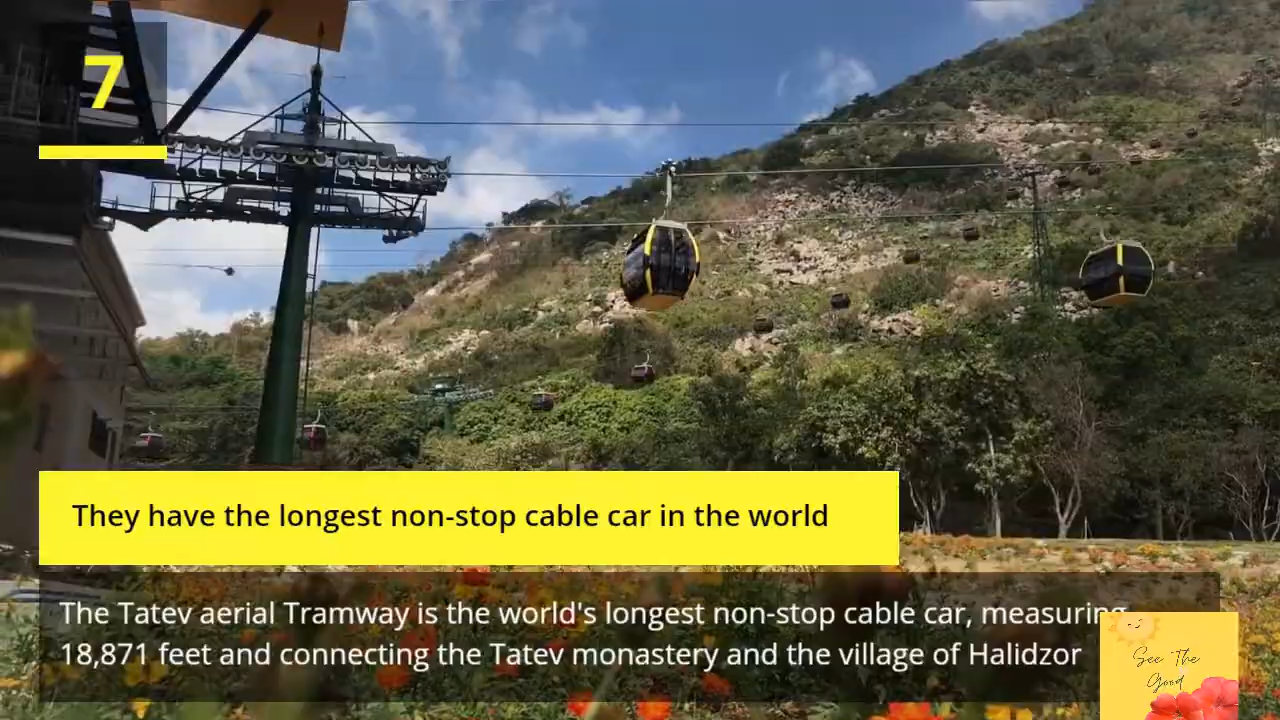 7
They have the longest non-stop cable car in the world
The Tatev aerial Tramway is the world's longest non-stop cable car, measuring
18,871 feet and connecting the Tatev monastery and the village of Halidzor
See The
Good